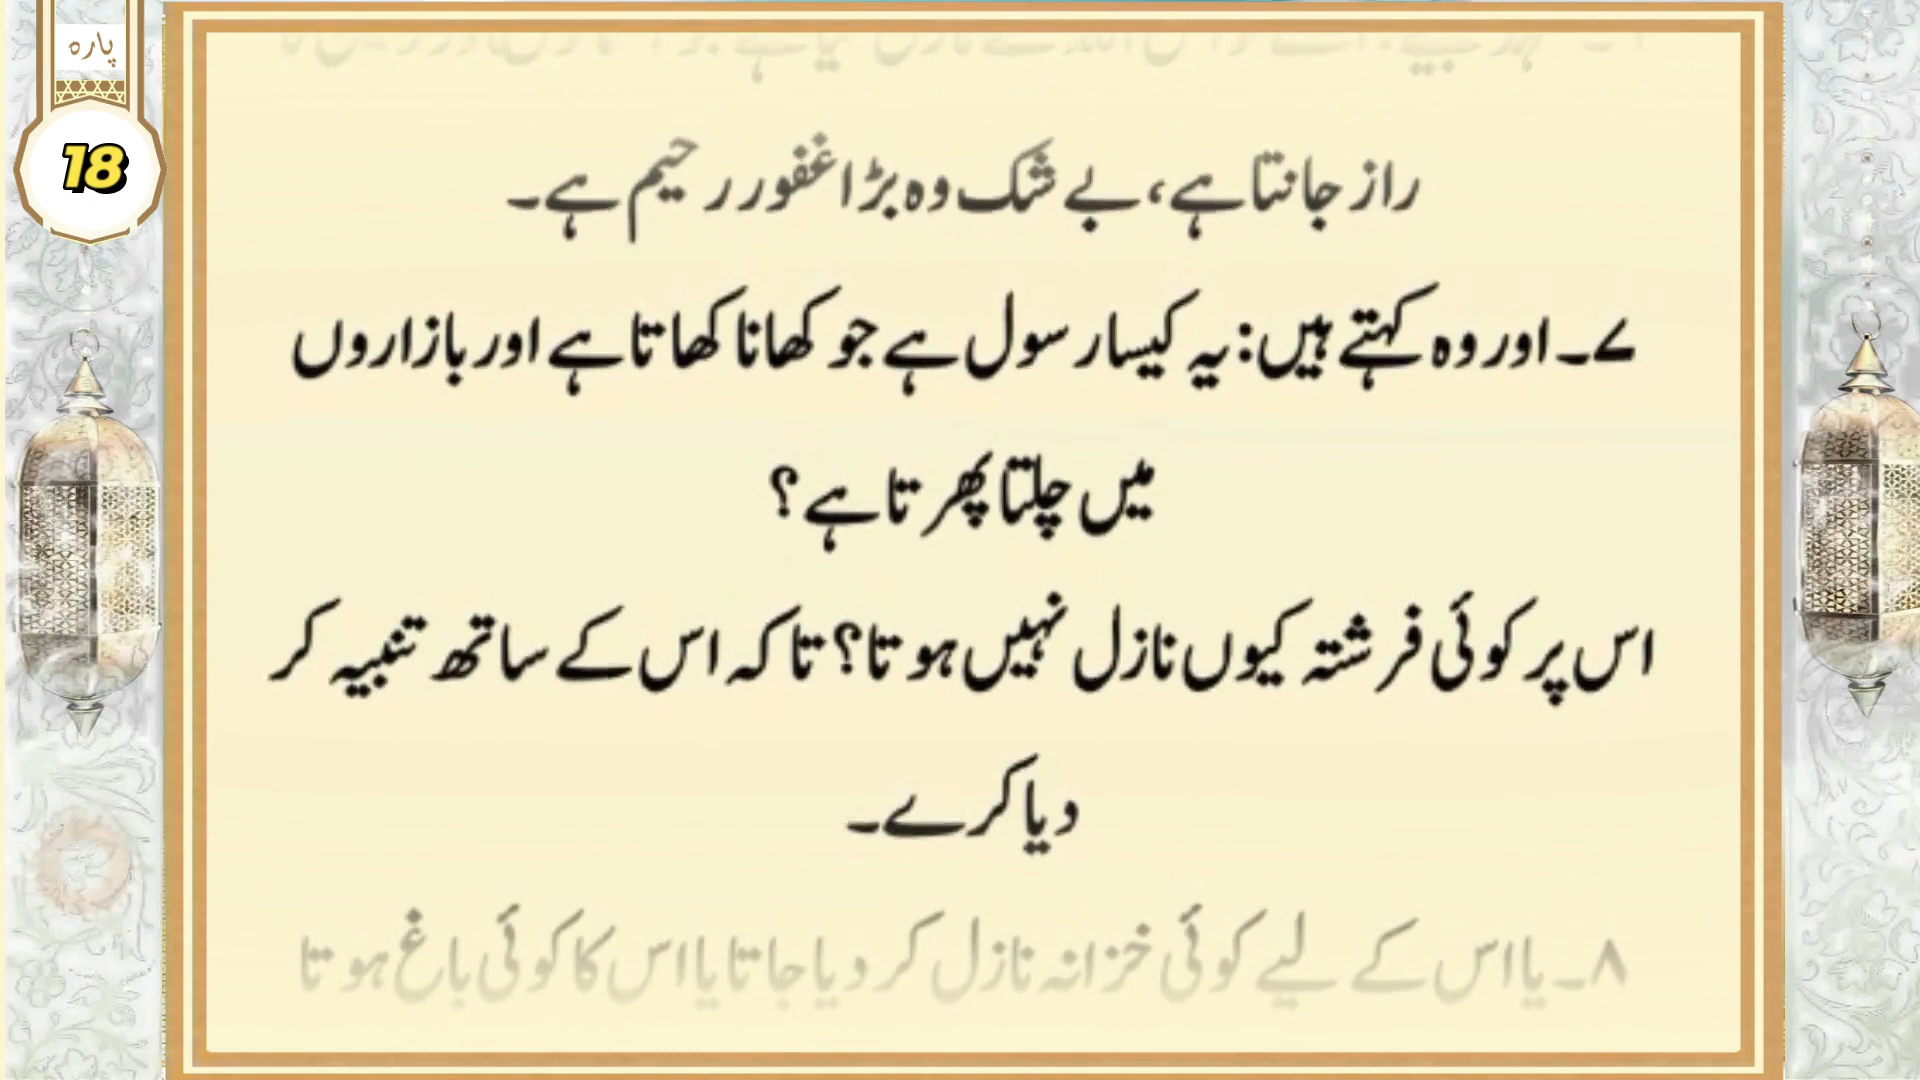 پارہ
18
راز جانتا ہے، بے شک وہ بڑا غفور رحیم ہے۔
۷۔ اور وہ کہتے ہیں: یہ کیسا رسول ہے جو کھانا کھاتا ہے اور بازاروں
میں چلتا پھرتا ہے؟
اس پر کوئی فرشتہ کیوں نازل نہیں ہوتا؟ تاکہ اس کے ساتھ تنبیہ کر
دیا کرے۔
۸۔ یا اس کے لیے کوئی خزانہ نازل کر دیا جاتا یا اس کا کوئی باغ ہوتا